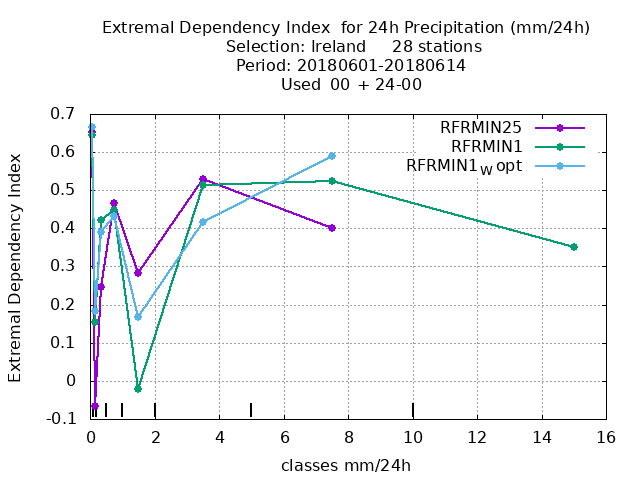 Extremal Dependency Index  for 24h Precipitation (mm/24h)
Selection: Ireland     28 stations
Period: 20180601-20180614
Used  00 + 24-00
RFRMIN25
RFRMIN1
RFRMIN1W opt
Extremal Dependency Index
0.7
0.6
0.5
0.4
0.3
0.2
0.1
0
-0.1
0 2 4 6 8 10 12 14 16
classes mm/24h